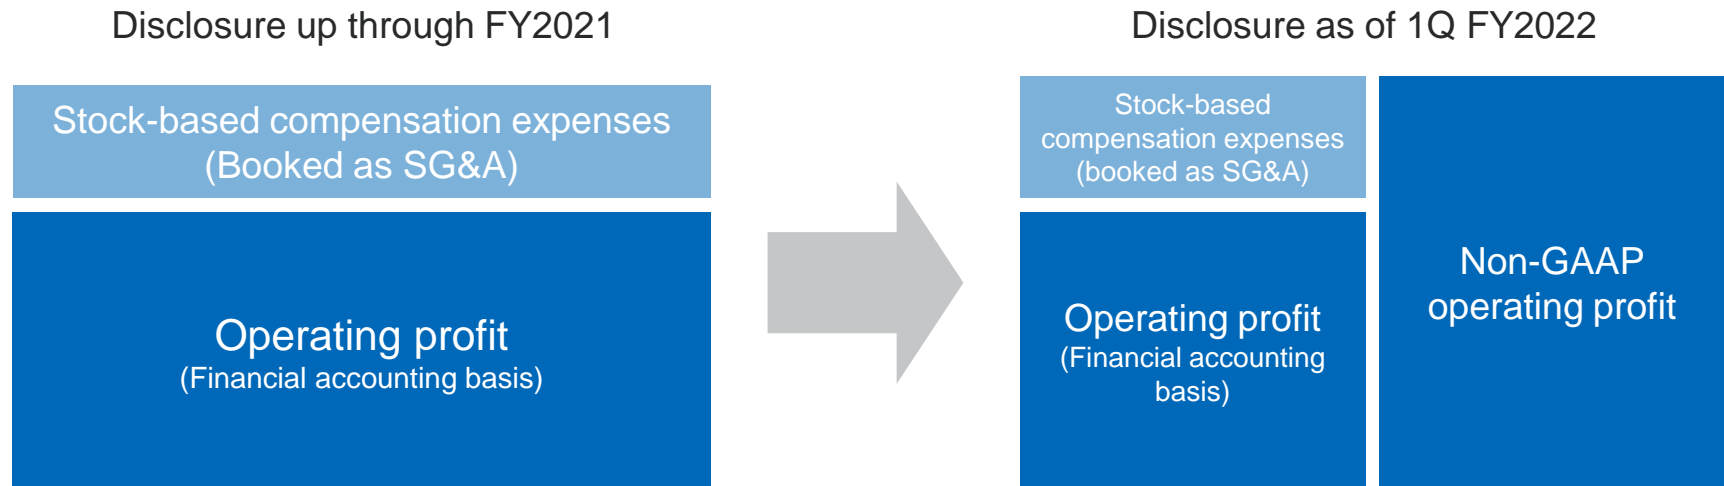 Disclosure up through FY2021
Stock-based compensation expenses
(Booked as SG&A)
Operating profit
(Financial accounting basis)
Disclosure as of 1Q FY2022
Stock-based
compensation expenses
(booked as SG&A)
Operating profit
(Financial accounting
basis)
Non-GAAP
operating profit